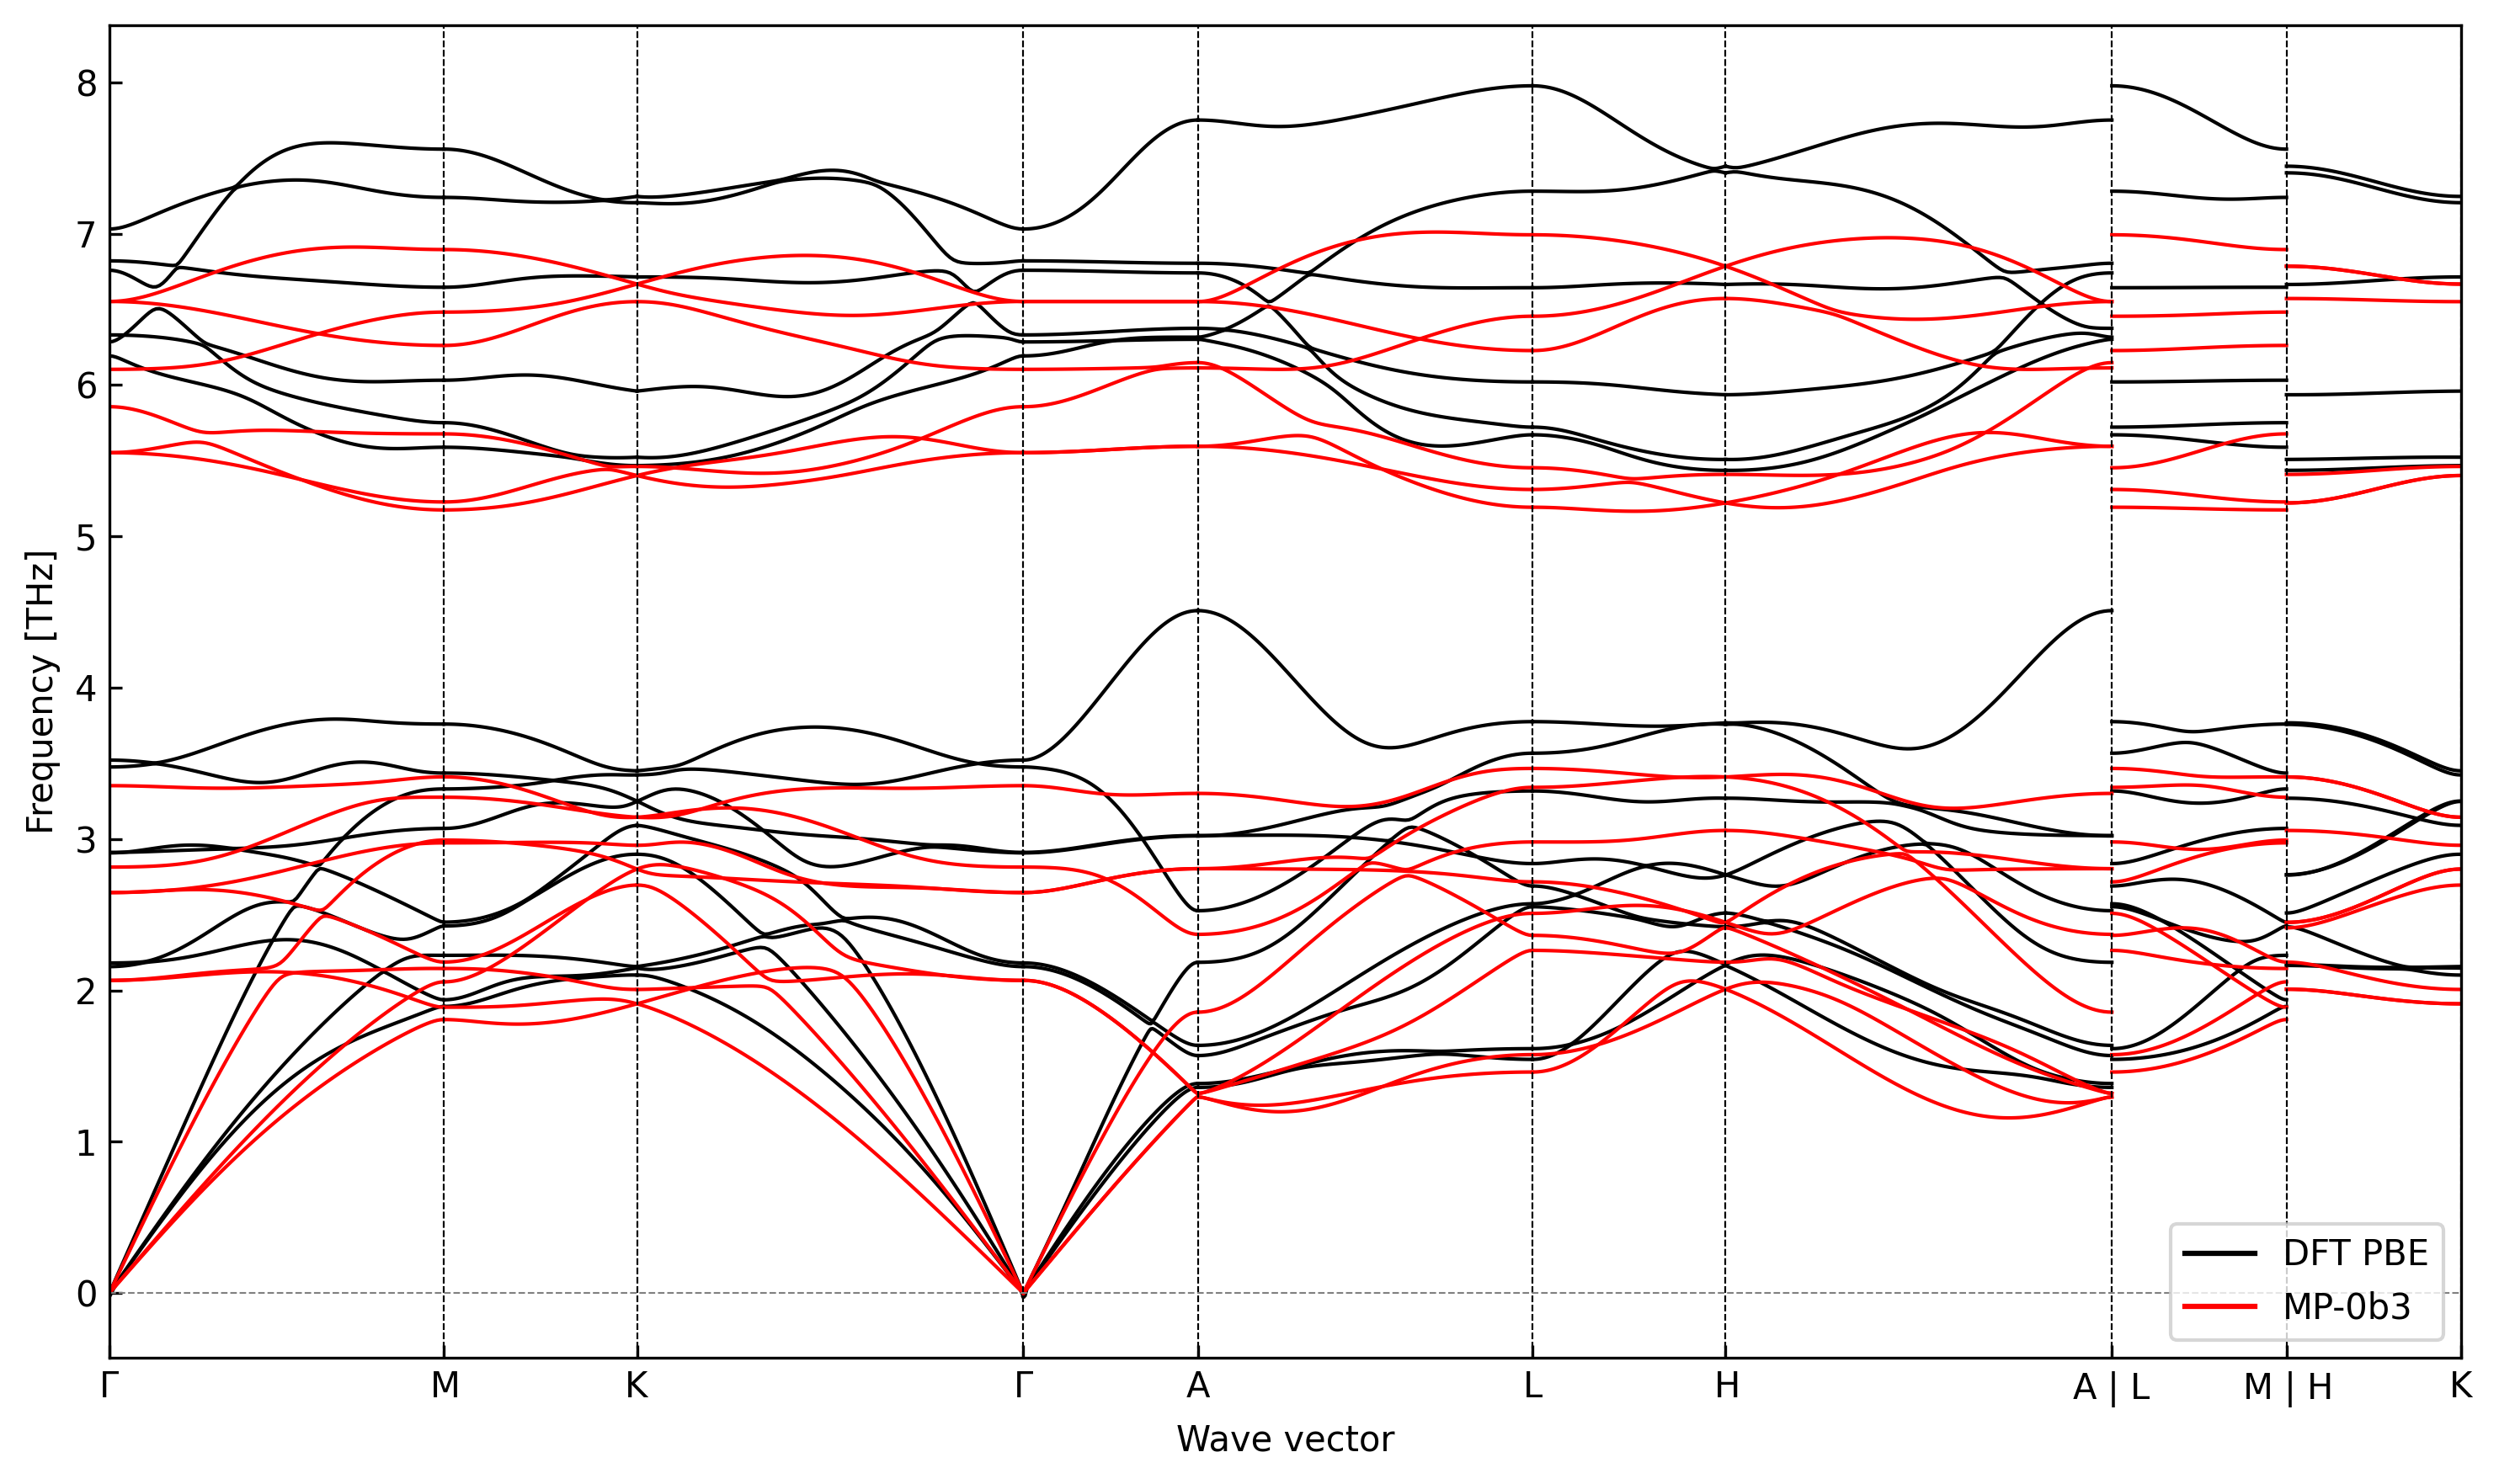 8
7
6
5
4
3
2
1
0
Frequency [THz]
DFT PBE
MP-0b3
Γ M K Γ A L H A | L M | H K
Wave vector